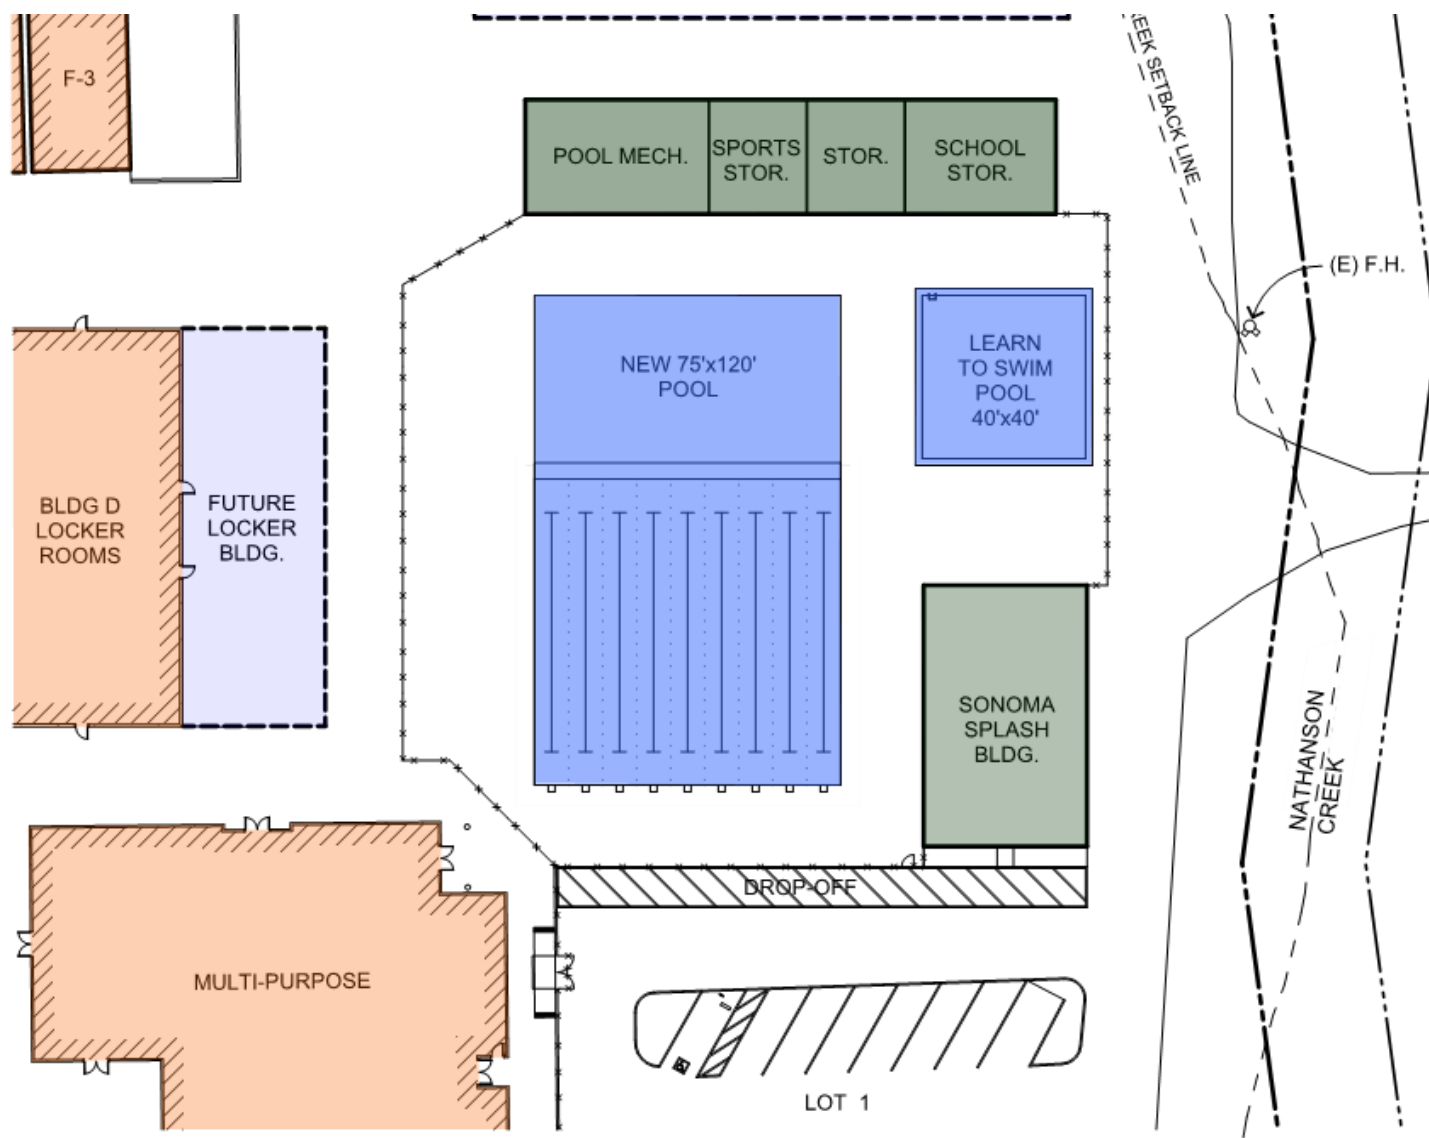 F-3
REEK SETBACK LINE
POOL MECH.
SPORTS
STOR.
STOR.
SCHOOL
STOR.
(E) F.H.
NEW 75'x120'
POOL
LEARN
TO SWIM
POOL
40'x40'
BLDG D
LOCKER
ROOMS
FUTURE
LOCKER
BLDG.
SONOMA
SPLASH
BLDG.
NATHANSON
CREEK
DROP-OFF
MULTI-PURPOSE
LOT 1